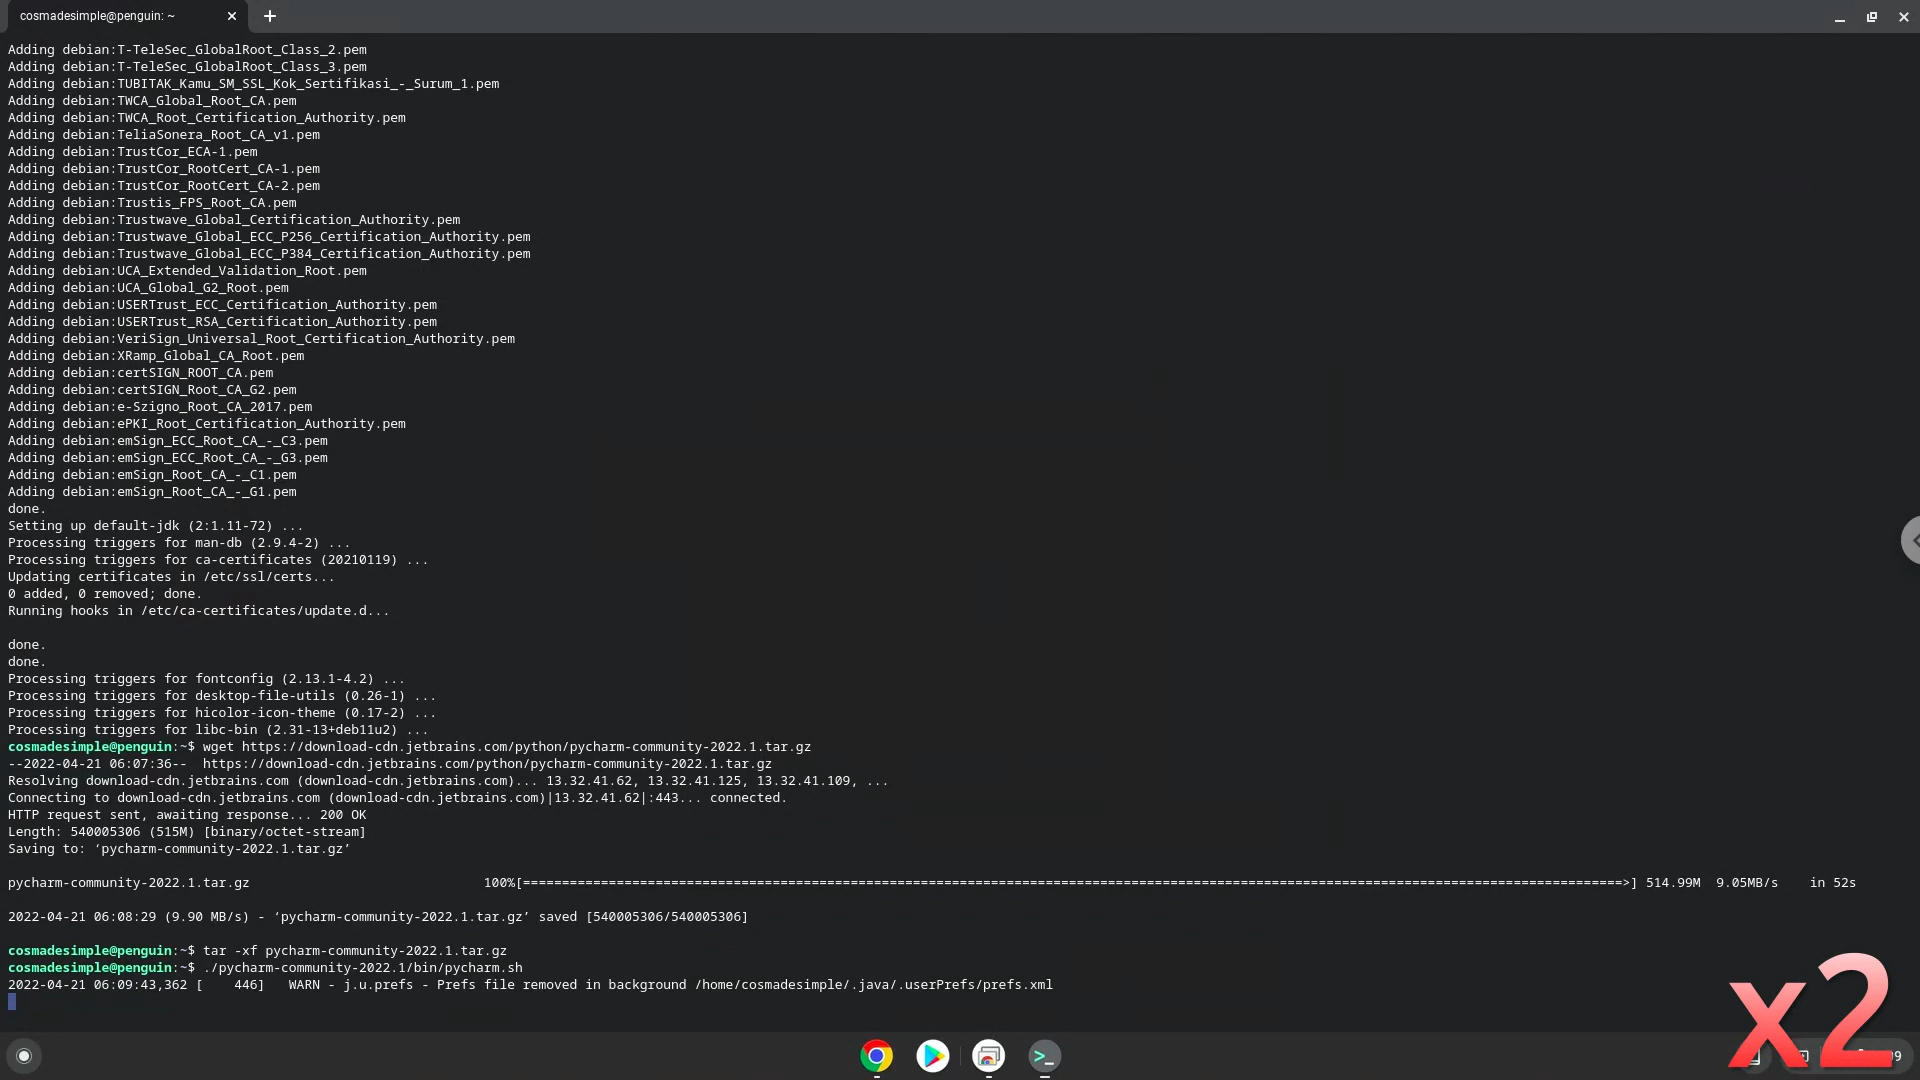 cosmadesimple@penguin: ~
Adding debian:T-TeleSec_GlobalRoot_Class_2.pem
Adding debian:T-TeleSec_GlobalRoot_Class_3.pem
Adding debian:TUBITAK_Kamu_SM_SSL_Kok_Sertifikasi_-_Surum_1.pem
Adding debian:TWCA_Global_Root_CA.pem
Adding debian:TWCA_Root_Certification_Authority.pem
Adding debian:TeliaSonera_Root_CA_v1.pem
Adding debian:TrustCor_ECA-1.pem
Adding debian:TrustCor_RootCert_CA-1.pem
Adding debian:TrustCor_RootCert_CA-2.pem
Adding debian:Trustis_FPS_Root_CA.pem
Adding debian:Trustwave_Global_Certification_Authority.pem
Adding debian:Trustwave_Global_ECC_P256_Certification_Authority.pem
Adding debian:Trustwave_Global_ECC_P384_Certification_Authority.pem
Adding debian:UCA_Extended_Validation_Root.pem
Adding debian:UCA_Global_G2_Root.pem
Adding debian:USERTrust_ECC_Certification_Authority.pem
Adding debian:USERTrust_RSA_Certification_Authority.pem
Adding debian:VeriSign_Universal_Root_Certification_Authority.pem
Adding debian:XRamp_Global_CA_Root.pem
Adding debian:certSIGN_ROOT_CA.pem
Adding debian:certSIGN_Root_CA_G2.pem
Adding debian:e-Szigno_Root_CA_2017.pem
Adding debian:ePKI_Root_Certification_Authority.pem
Adding debian:emSign_ECC_Root_CA_-_C3.pem
Adding debian:emSign_ECC_Root_CA_-_G3.pem
Adding debian:emSign_Root_CA_-_C1.pem
Adding debian:emSign_Root_CA_-_G1.pem
done.
Setting up default-jdk (2:1.11-72) ...
Processing triggers for man-db (2.9.4-2) ...
Processing triggers for ca-certificates (20210119) ...
Updating certificates in /etc/ssl/certs...
0 added, 0 removed; done.
Running hooks in /etc/ca-certificates/update.d...
done.
done.
Processing triggers for fontconfig (2.13.1-4.2) ...
Processing triggers for desktop-file-utils (0.26-1) ...
Processing triggers for hicolor-icon-theme (0.17-2) ...
Processing triggers for libc-bin (2.31-13+deb11u2) ...
cosmadesimple@penguin:~$ wget https://download-cdn.jetbrains.com/python/pycharm-community-2022.1.tar.gz
--2022-04-21 06:07:36--  https://download-cdn.jetbrains.com/python/pycharm-community-2022.1.tar.gz
Resolving download-cdn.jetbrains.com (download-cdn.jetbrains.com)... 13.32.41.62, 13.32.41.125, 13.32.41.109, ...
Connecting to download-cdn.jetbrains.com (download-cdn.jetbrains.com)|13.32.41.62|:443... connected.
HTTP request sent, awaiting response... 200 OK
Length: 540005306 (515M) [binary/octet-stream]
Saving to: ‘pycharm-community-2022.1.tar.gz’
pycharm-community-2022.1.tar.gz 100%[=============================================================================================================================================>] 514.99M 9.05MB/s in 52s
2022-04-21 06:08:29 (9.90 MB/s) - ‘pycharm-community-2022.1.tar.gz’ saved [540005306/540005306]
cosmadesimple@penguin:~$ tar -xf pycharm-community-2022.1.tar.gz
cosmadesimple@penguin:~$ ./pycharm-community-2022.1/bin/pycharm.sh
2022-04-21 06:09:43,362 [    446]   WARN - j.u.prefs - Prefs file removed in background /home/cosmadesimple/.java/.userPrefs/prefs.xml
x2